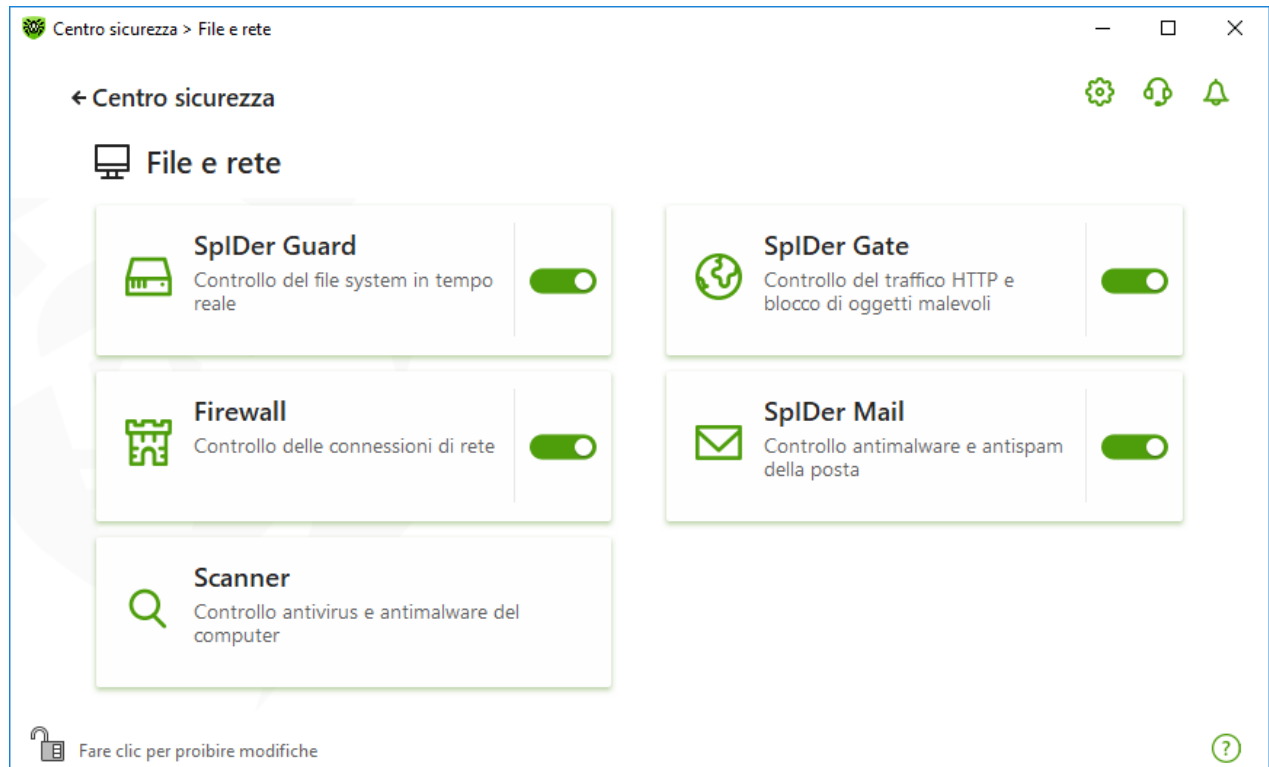 Centro sicurezza > File e rete
← Centro sicurezza
File e rete
SpIDer Guard
Controllo del file system in tempo
reale
SpIDer Gate
Controllo del traffico HTTP e
blocco di oggetti malevoli
Firewall
Controllo delle connessioni di rete
SpIDer Mail
Controllo antimalware e antispam
della posta
Scanner
Controllo antivirus e antimalware del
computer
Fare clic per proibire modifiche
?